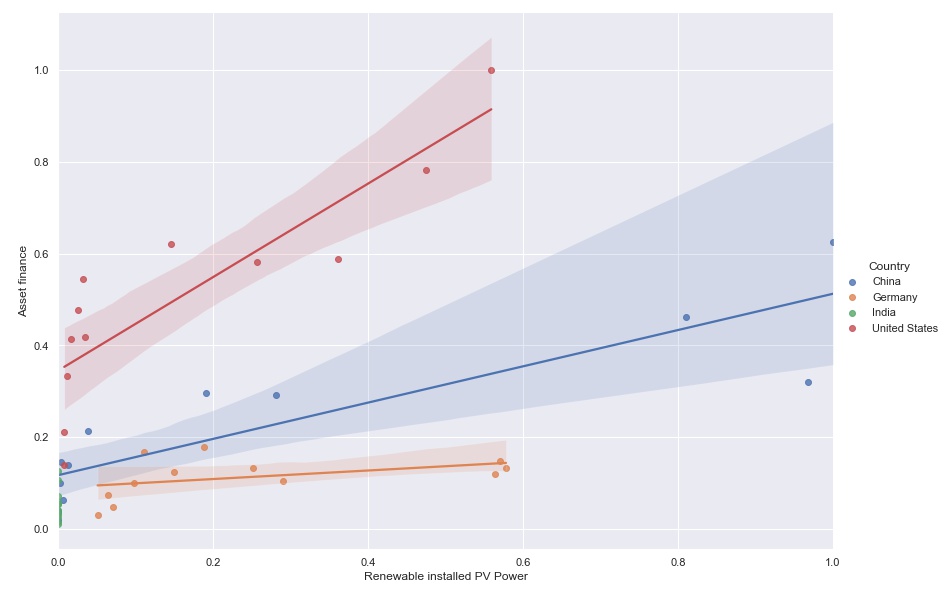 1.0
0.8
0.6
0.4
0.2
0.0
Asset finance
0.0 0.2 0.4 0.6 0.8 1.0
Renewable installed PV Power
Country
China
Germany
India
United States